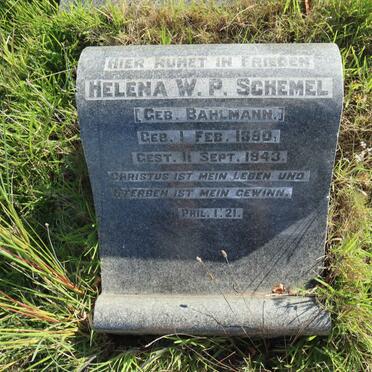 HIER RUHET IN FRIEDEN
HELENA W. P. SCHEMEL
[GEB. BAHLMANN.]
GEB. 1 FEB. 1880.
GEST. 11 SEPT. 1943.
CHRISTUS IST MEIN LEBEN UND
STERBEN IST MEIN GEWINN.
PHIL. 1. 21.